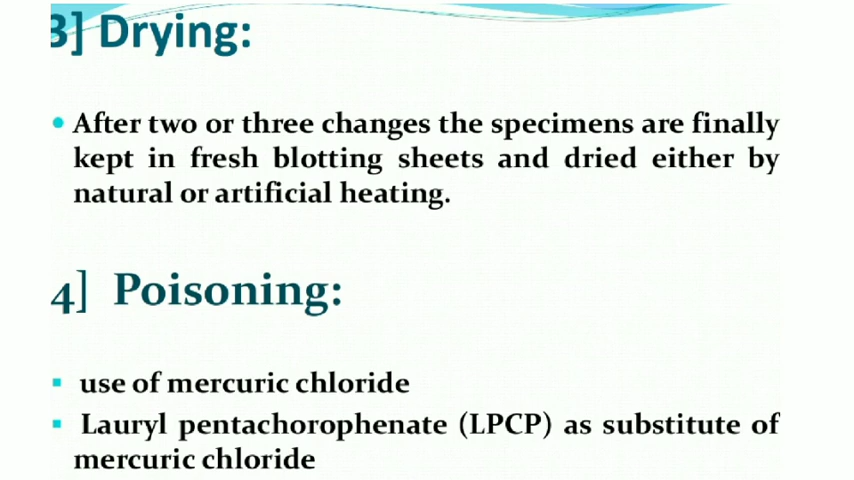 3] Drying:
After two or three changes the specimens are finally
kept in fresh blotting sheets and dried either by
natural or artificial heating.
4] Poisoning:
use of mercuric chloride
Lauryl pentachorophenate (LPCP) as substitute of
mercuric chloride